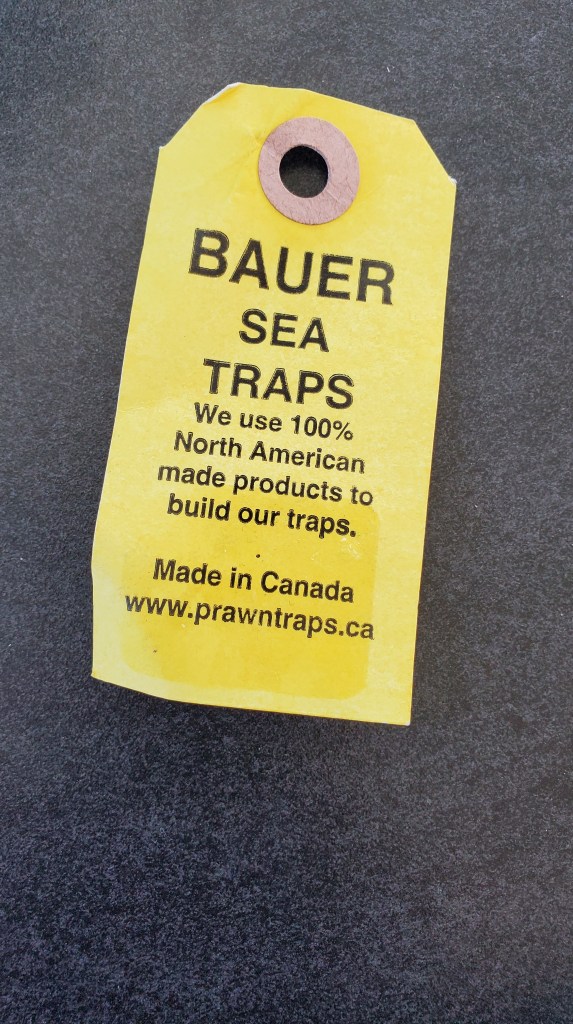 BAUER
SEA
TRAPS
We use 100%
North American
made products to
build our traps.
Made in Canada
www.prawntraps.ca